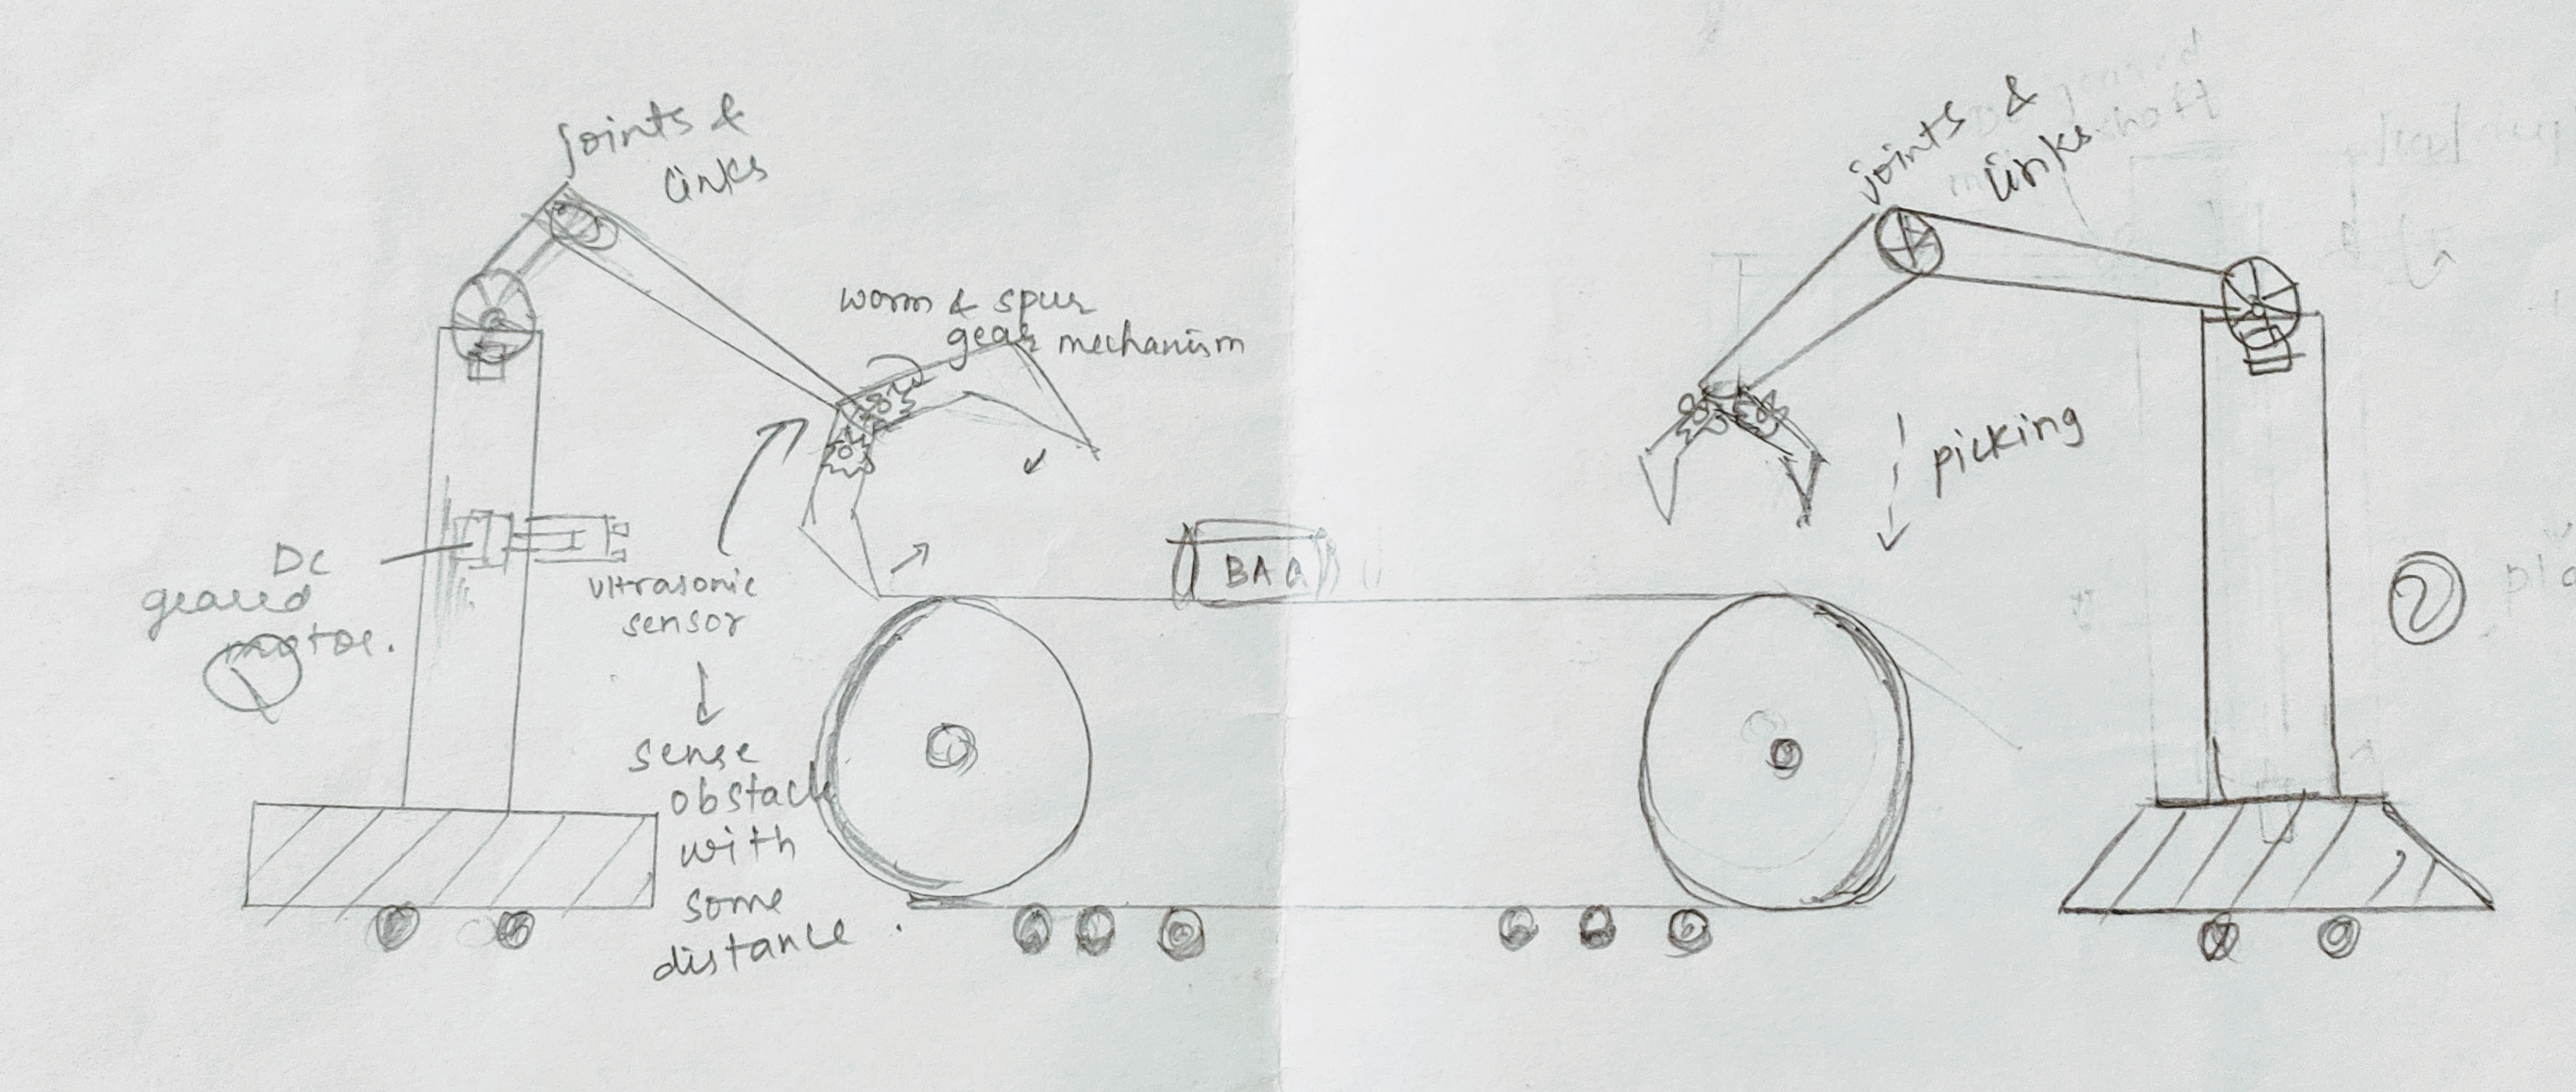 joints &
links
worm & spur
gear mechanism
DC
geared
motor.
1
ultrasonic
sensor
sense
obstacle
with
some
distance.
BAG
joints &
links
picking
2